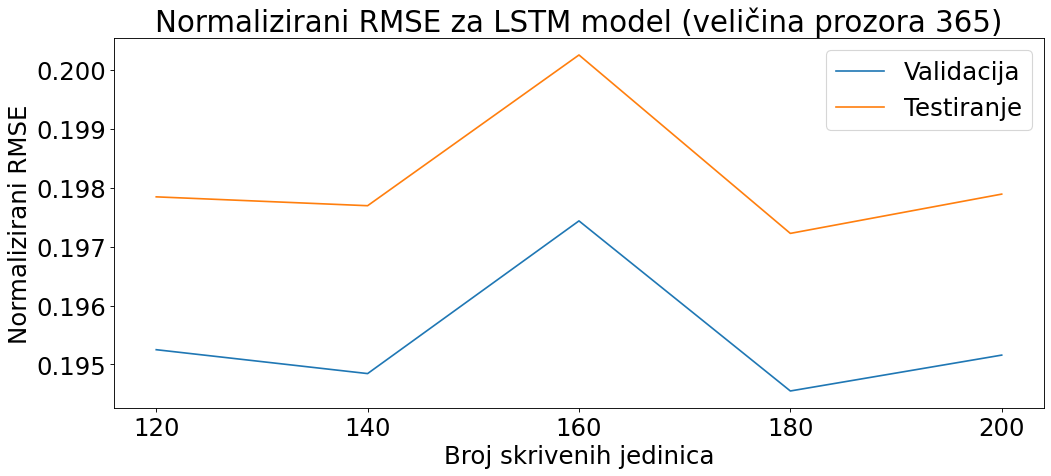 Normalizirani RMSE za LSTM model (veličina prozora 365)
Validacija
Testiranje
Normalizirani RMSE
0.200
0.199
0.198
0.197
0.196
0.195
120 140 160 180 200
Broj skrivenih jedinica